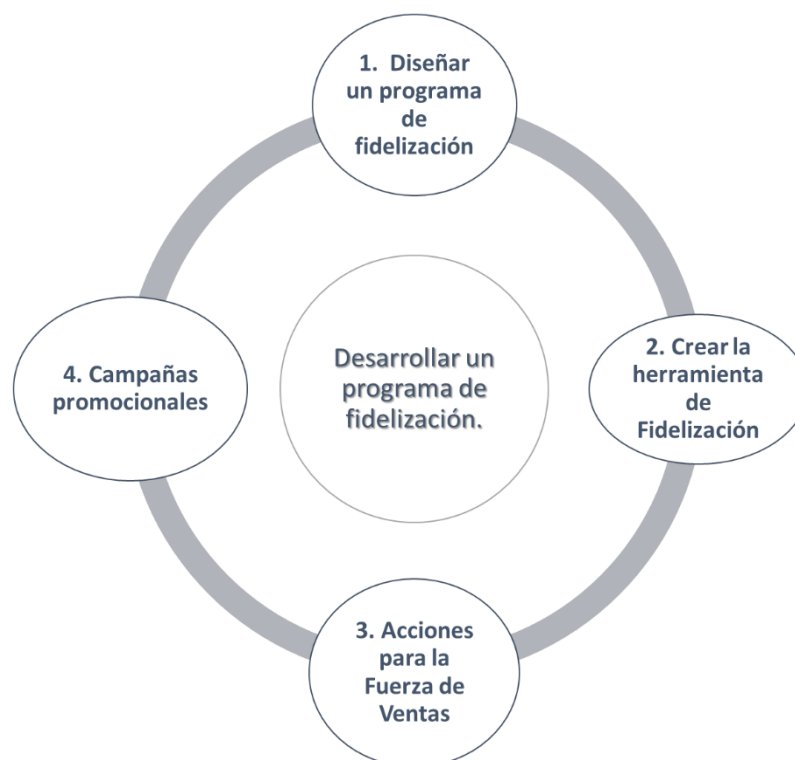 1. Diseñar
un programa
de
fidelización
2. Crear la
herramienta
de
Fidelización
Desarrollar un
programa de
fidelización.
4. Campañas
promocionales
3. Acciones
para la
Fuerza de
Ventas